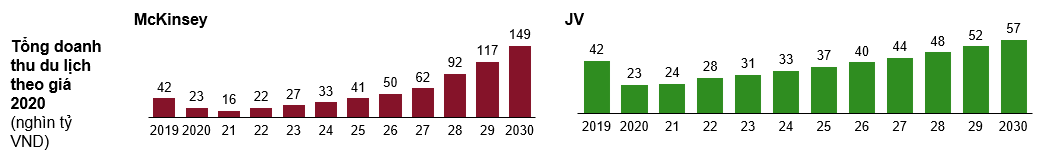 McKinsey
JV
Tổng doanh
thu du lịch
theo giá
2020
(nghìn tỷ
VND)
42 23 16 22 27 33 41 50 62 92 117 149
2019 2020 21 22 23 24 25 26 27 28 29 2030
42 23 24 28 31 33 37 40 44 48 52 57
2019 2020 21 22 23 24 25 26 27 28 29 2030